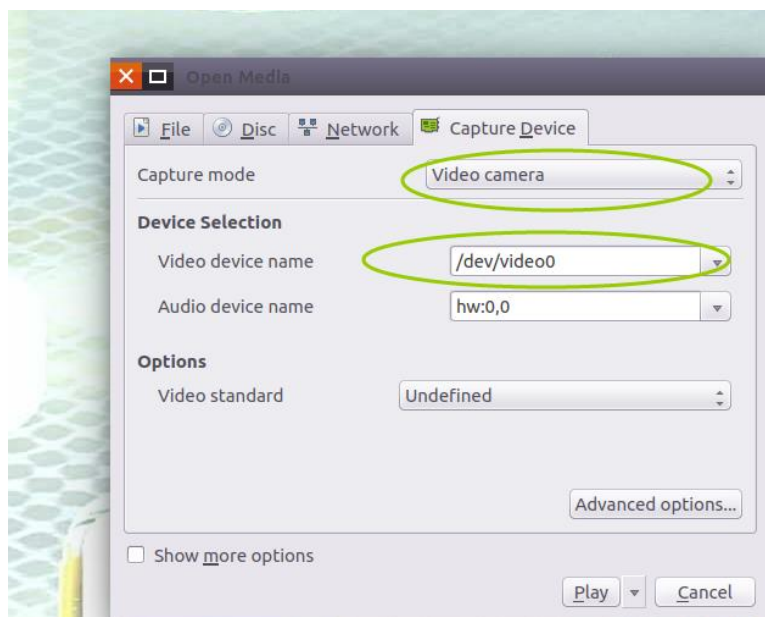 Open Media
File Disc Network Capture Device
Capture mode Video camera
Device Selection
Video device name /dev/video0
Audio device name hw:0,0
Options
Video standard Undefined
Advanced options...
Show more options
Play Cancel